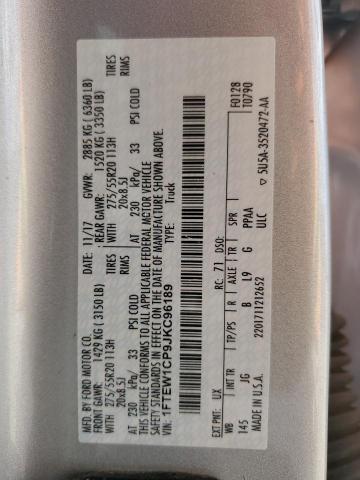 MFD. BY FORD MOTOR CO.
DATE: 11/17 GVWR: 2885 KG ( 6360 LB)
FRONT GAWR: 1429 KG ( 3150 LB) REAR GAWR: 1520 KG ( 3350 LB)
WITH 275/55R20 113H TIRES WITH 275/55R20 113H TIRES
20x8.5J RIMS 20x8.5J RIMS
AT 230 kPa/ 33 PSI COLD AT 230 kPa/ 33 PSI COLD
THIS VEHICLE CONFORMS TO ALL APPLICABLE FEDERAL MOTOR VEHICLE
SAFETY STANDARDS IN EFFECT ON THE DATE OF MANUFACTURE SHOWN ABOVE.
VIN: 1FTEW1CP9JKC96189
TYPE: Truck
F0128
T0790
EXT PNT: UX RC: 71 DSO:
WB INT TR TP/PS R AXLE TR SPR
145 JG B L9 G PPAA
ULC
MADE IN U.S.A. 22017111212652 5U5A-3520472-AA